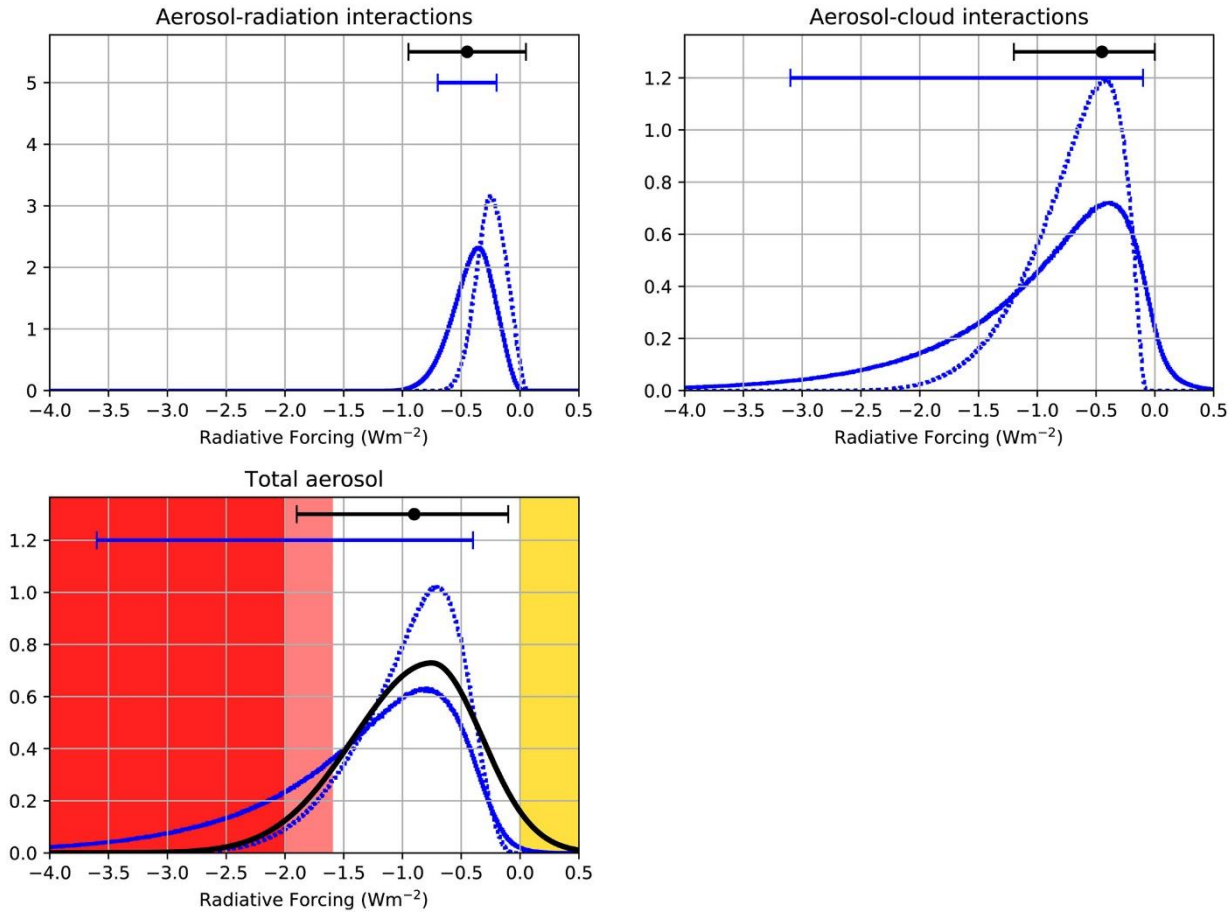 Aerosol-radiation interactions
5
4
3
2
1
0
−4.0 −3.5 −3.0 −2.5 −2.0 −1.5 −1.0 −0.5 0.0 0.5
Radiative Forcing (Wm⁻²)
Aerosol-cloud interactions
1.2
1.0
0.8
0.6
0.4
0.2
0.0
−4.0 −3.5 −3.0 −2.5 −2.0 −1.5 −1.0 −0.5 0.0 0.5
Radiative Forcing (Wm⁻²)
Total aerosol
1.2
1.0
0.8
0.6
0.4
0.2
0.0
−4.0 −3.5 −3.0 −2.5 −2.0 −1.5 −1.0 −0.5 0.0 0.5
Radiative Forcing (Wm⁻²)